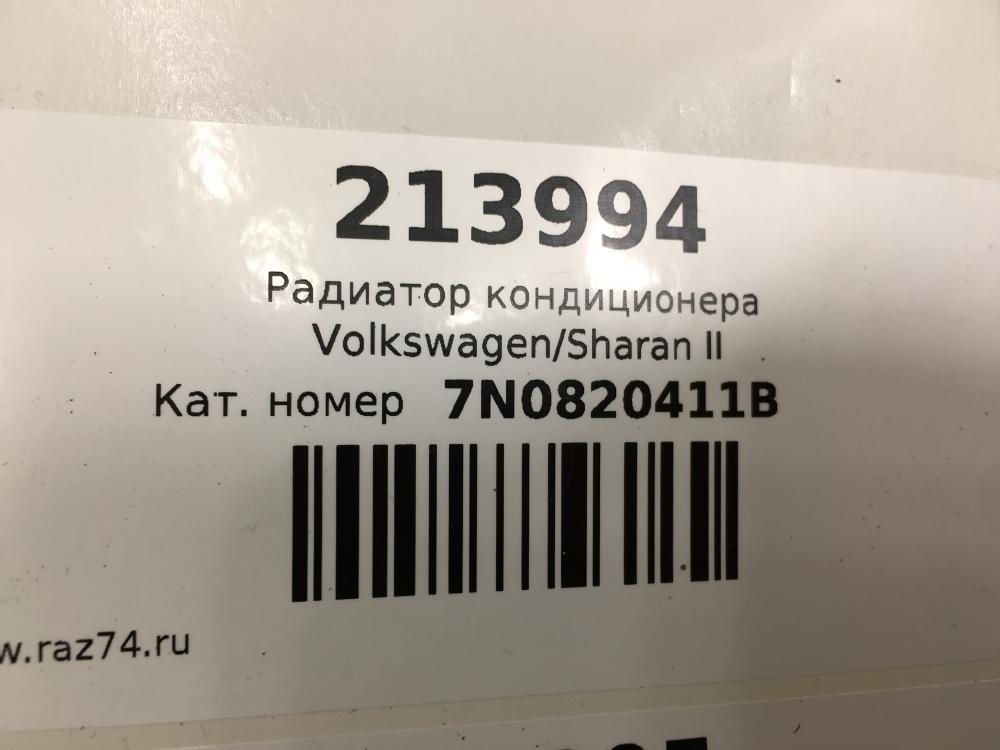 213994
Радиатор кондиционера
Volkswagen/Sharan II
Кат. номер 7N0820411B
w.raz74.ru